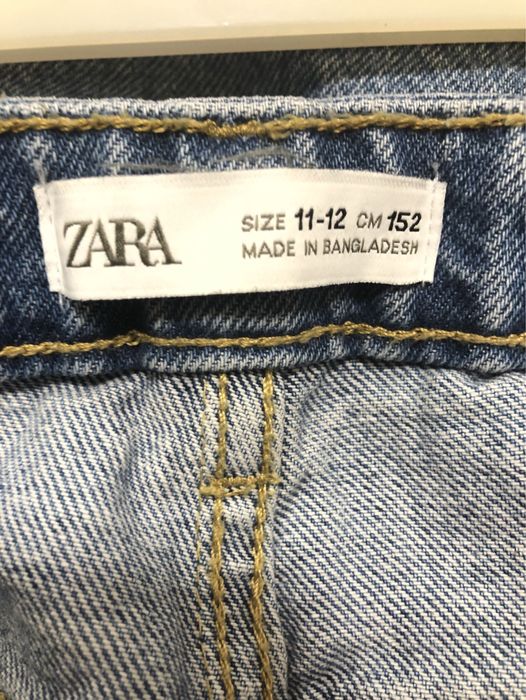 ZARA
SIZE 11-12 CM 152
MADE IN BANGLADESH